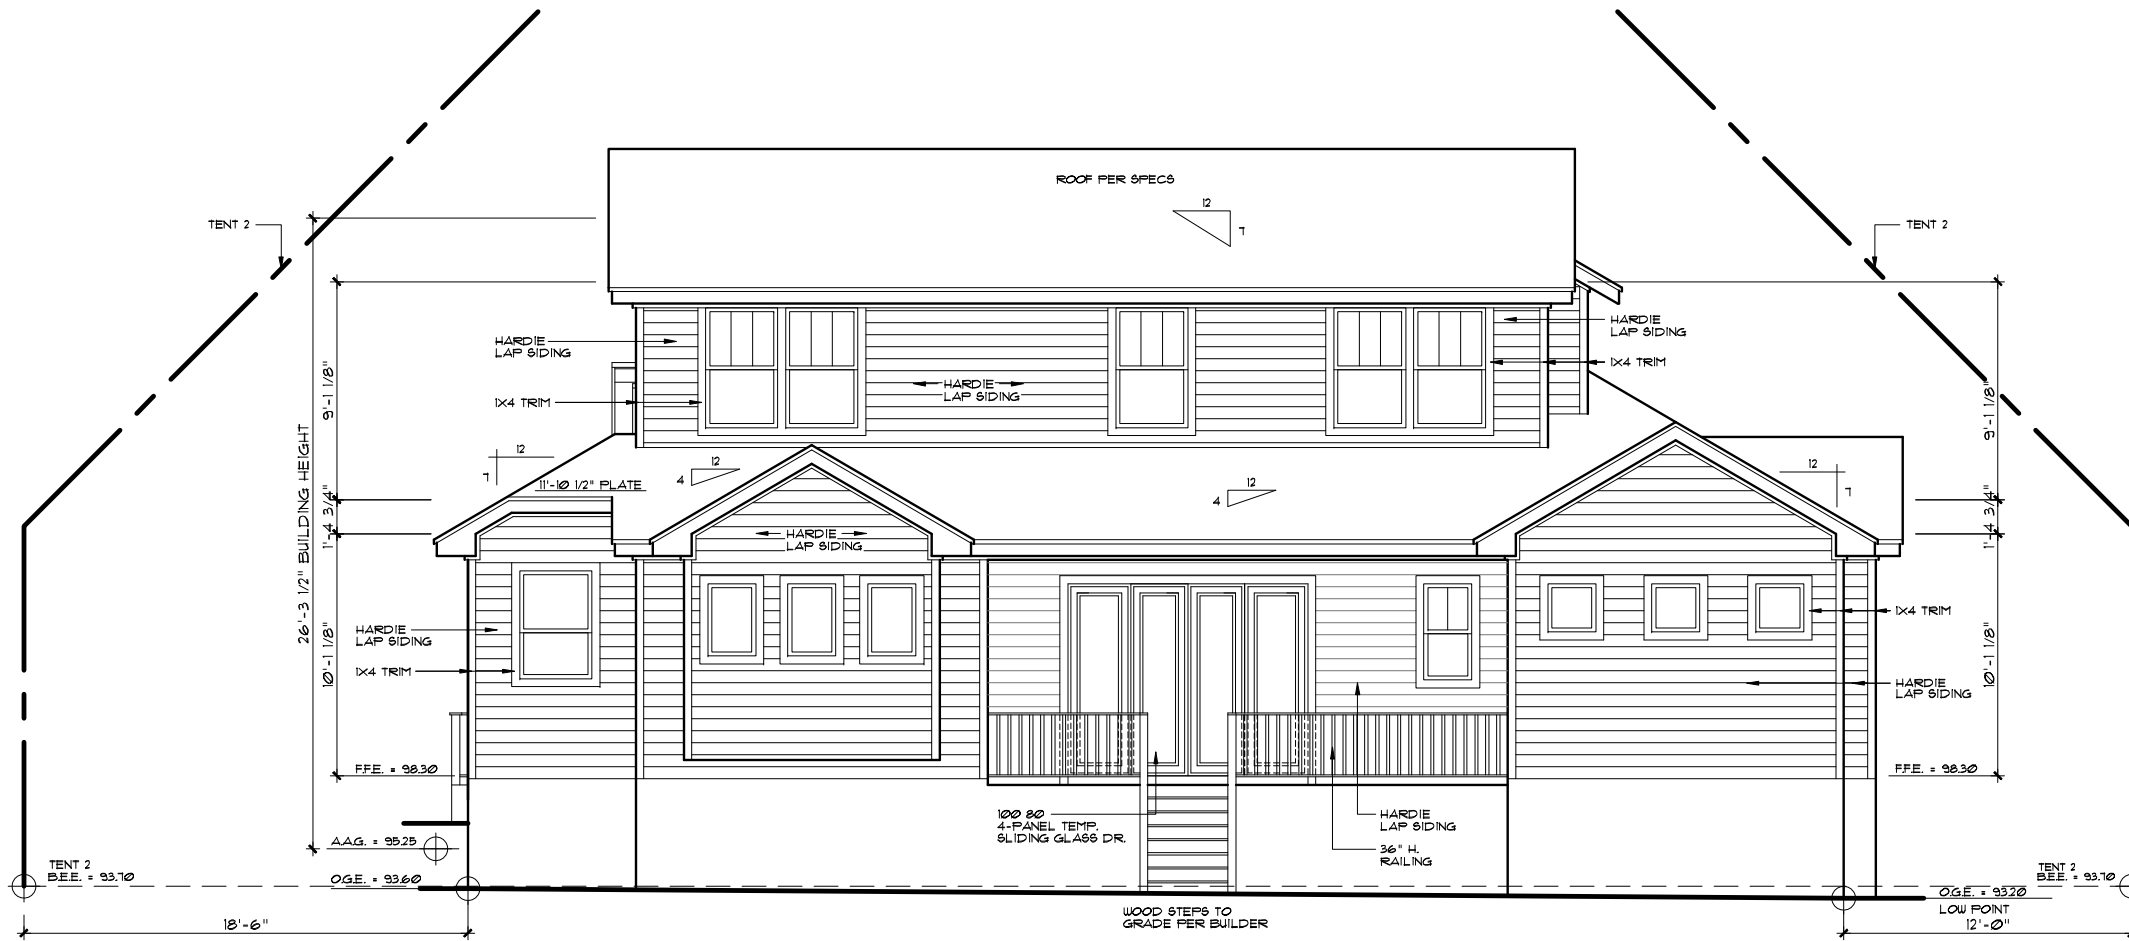 ROOF PER SPECS
12
7
TENT 2
TENT 2
HARDIE
LAP SIDING
HARDIE
LAP SIDING
1X4 TRIM
HARDIE
LAP SIDING
1X4 TRIM
9'-1 1/8"
9'-1 1/8"
26'-3 1/2" BUILDING HEIGHT
12
7
12
4
11'-10 1/2" PLATE
12
4
12
7
1'-4 3/4"
1'-4 3/4"
HARDIE
LAP SIDING
HARDIE
LAP SIDING
1X4 TRIM
1X4 TRIM
10'-1 1/8"
10'-1 1/8"
HARDIE
LAP SIDING
F.F.E. = 98.30
F.F.E. = 98.30
100 80
4-PANEL TEMP.
SLIDING GLASS DR.
HARDIE
LAP SIDING
36" H.
RAILING
A.A.G. = 95.25
TENT 2
B.E.E. = 93.70
O.G.E. = 93.60
TENT 2
B.E.E. = 93.70
O.G.E. = 93.20
LOW POINT
WOOD STEPS TO
GRADE PER BUILDER
18'-6"
12'-0"